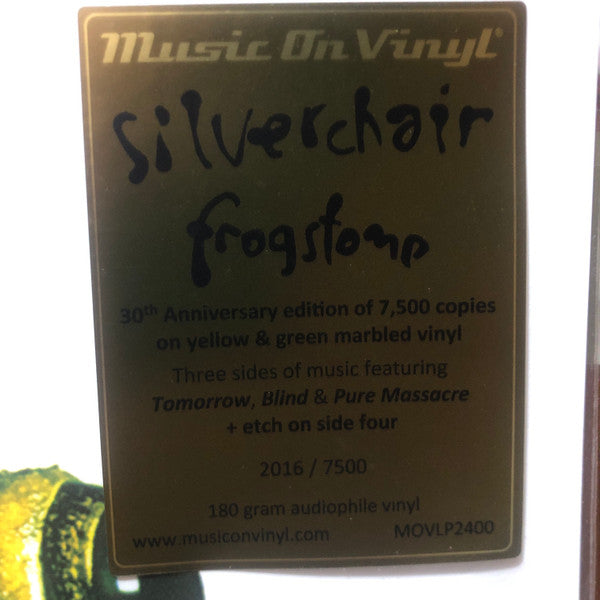 Music On Vinyl®
silverchair
frogstomp
30th Anniversary edition of 7,500 copies
on yellow & green marbled vinyl
Three sides of music featuring
Tomorrow, Blind & Pure Massacre
+ etch on side four
2016 / 7500
180 gram audiophile vinyl
www.musiconvinyl.com MOVLP2400